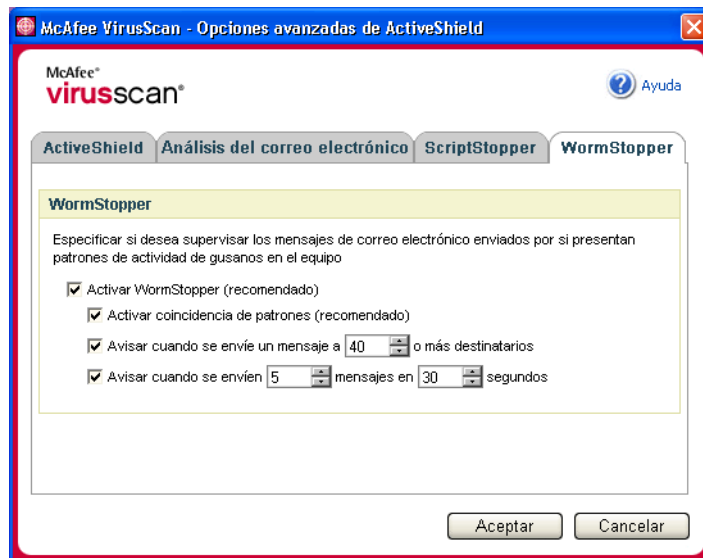 McAfee VirusScan - Opciones avanzadas de ActiveShield
McAfee®
virusscan®
? Ayuda
ActiveShield
Análisis del correo electrónico
ScriptStopper
WormStopper
WormStopper
Especificar si desea supervisar los mensajes de correo electrónico enviados por si presentan
patrones de actividad de gusanos en el equipo
Activar WormStopper (recomendado)
Activar coincidencia de patrones (recomendado)
Avisar cuando se envíe un mensaje a 40 o más destinatarios
Avisar cuando se envíen 5 mensajes en 30 segundos
Aceptar
Cancelar